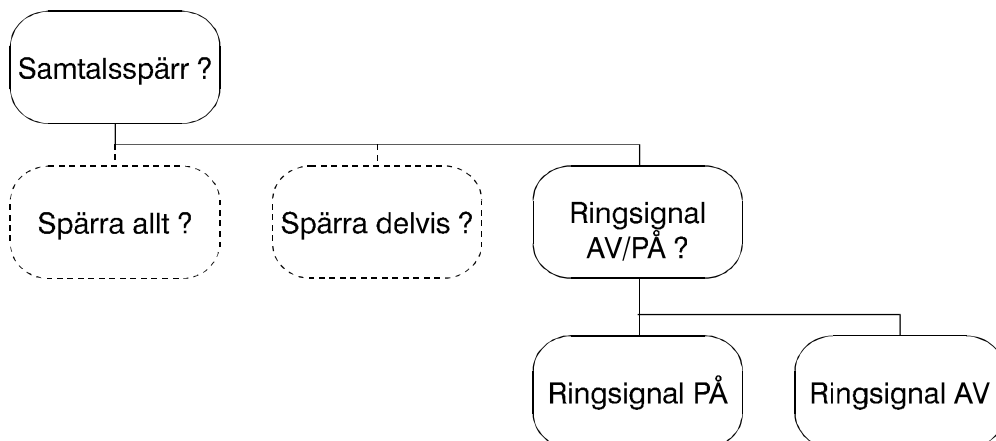 Samtalsspärr ?
Spärra allt ?
Spärra delvis ?
Ringsignal
AV/PÅ ?
Ringsignal PÅ
Ringsignal AV